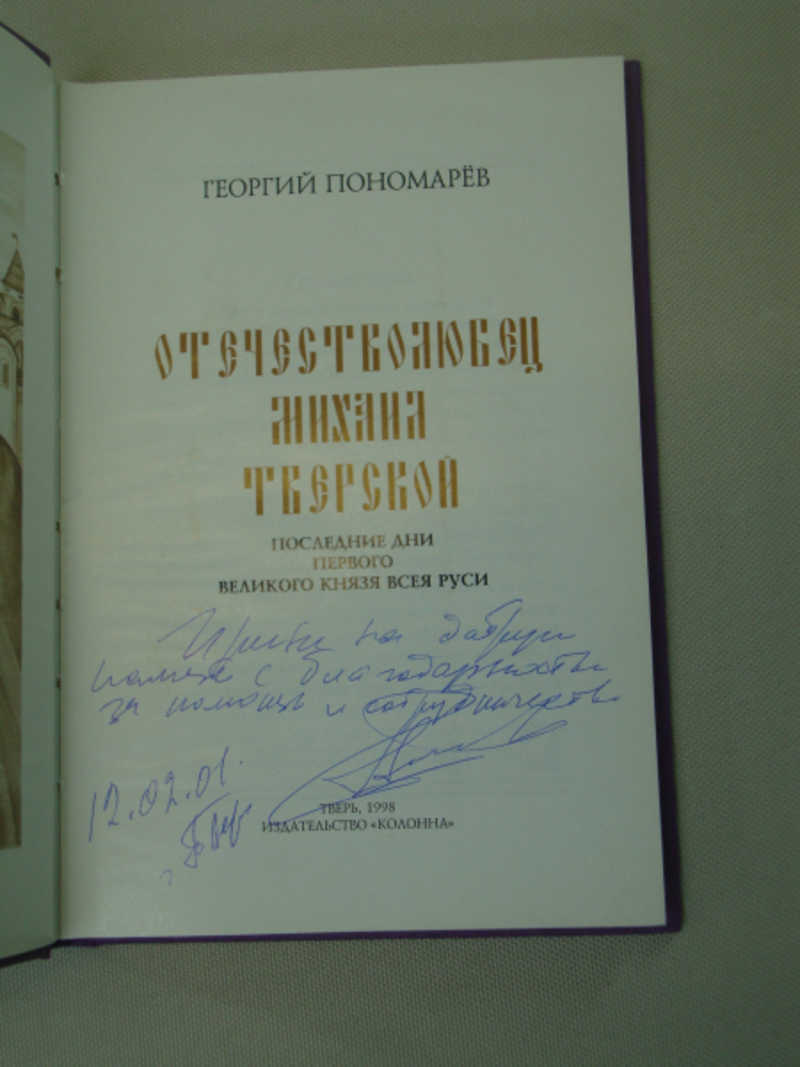 ГЕОРГИЙ ПОНОМАРЁВ
ОТЕЧЕСТВОЛЮБЕЦ
МИХАИЛ
ТВЕРСКОЙ
ПОСЛЕДНИЕ ДНИ
ПЕРВОГО
ВЕЛИКОГО КНЯЗЯ ВСЕЯ РУСИ
на добрую
память с благодарностью
за помощь и сотрудничество
12.02.01.
ТВЕРЬ, 1998
ИЗДАТЕЛЬСТВО «КОЛОННА»